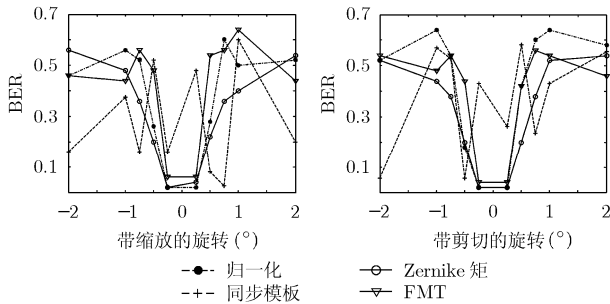 0.7
0.5
0.3
0.1
BER
−2 −1 0 1 2
带缩放的旋转(°)
0.7
0.5
0.3
0.1
BER
−2 −1 0 1 2
带剪切的旋转(°)
归一化
同步模板
Zernike 矩
FMT